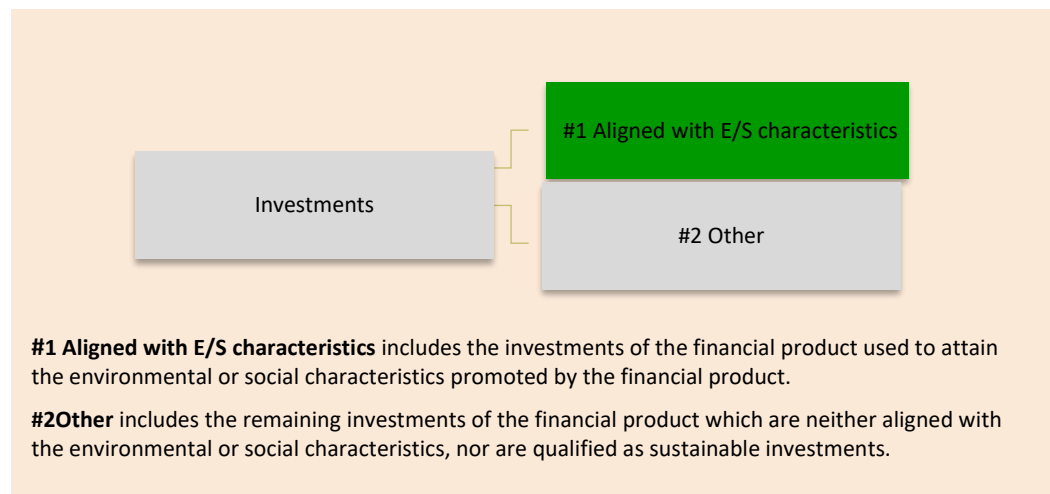 #1 Aligned with E/S characteristics
Investments
#2 Other
#1 Aligned with E/S characteristics includes the investments of the financial product used to attain
the environmental or social characteristics promoted by the financial product.
#2Other includes the remaining investments of the financial product which are neither aligned with
the environmental or social characteristics, nor are qualified as sustainable investments.